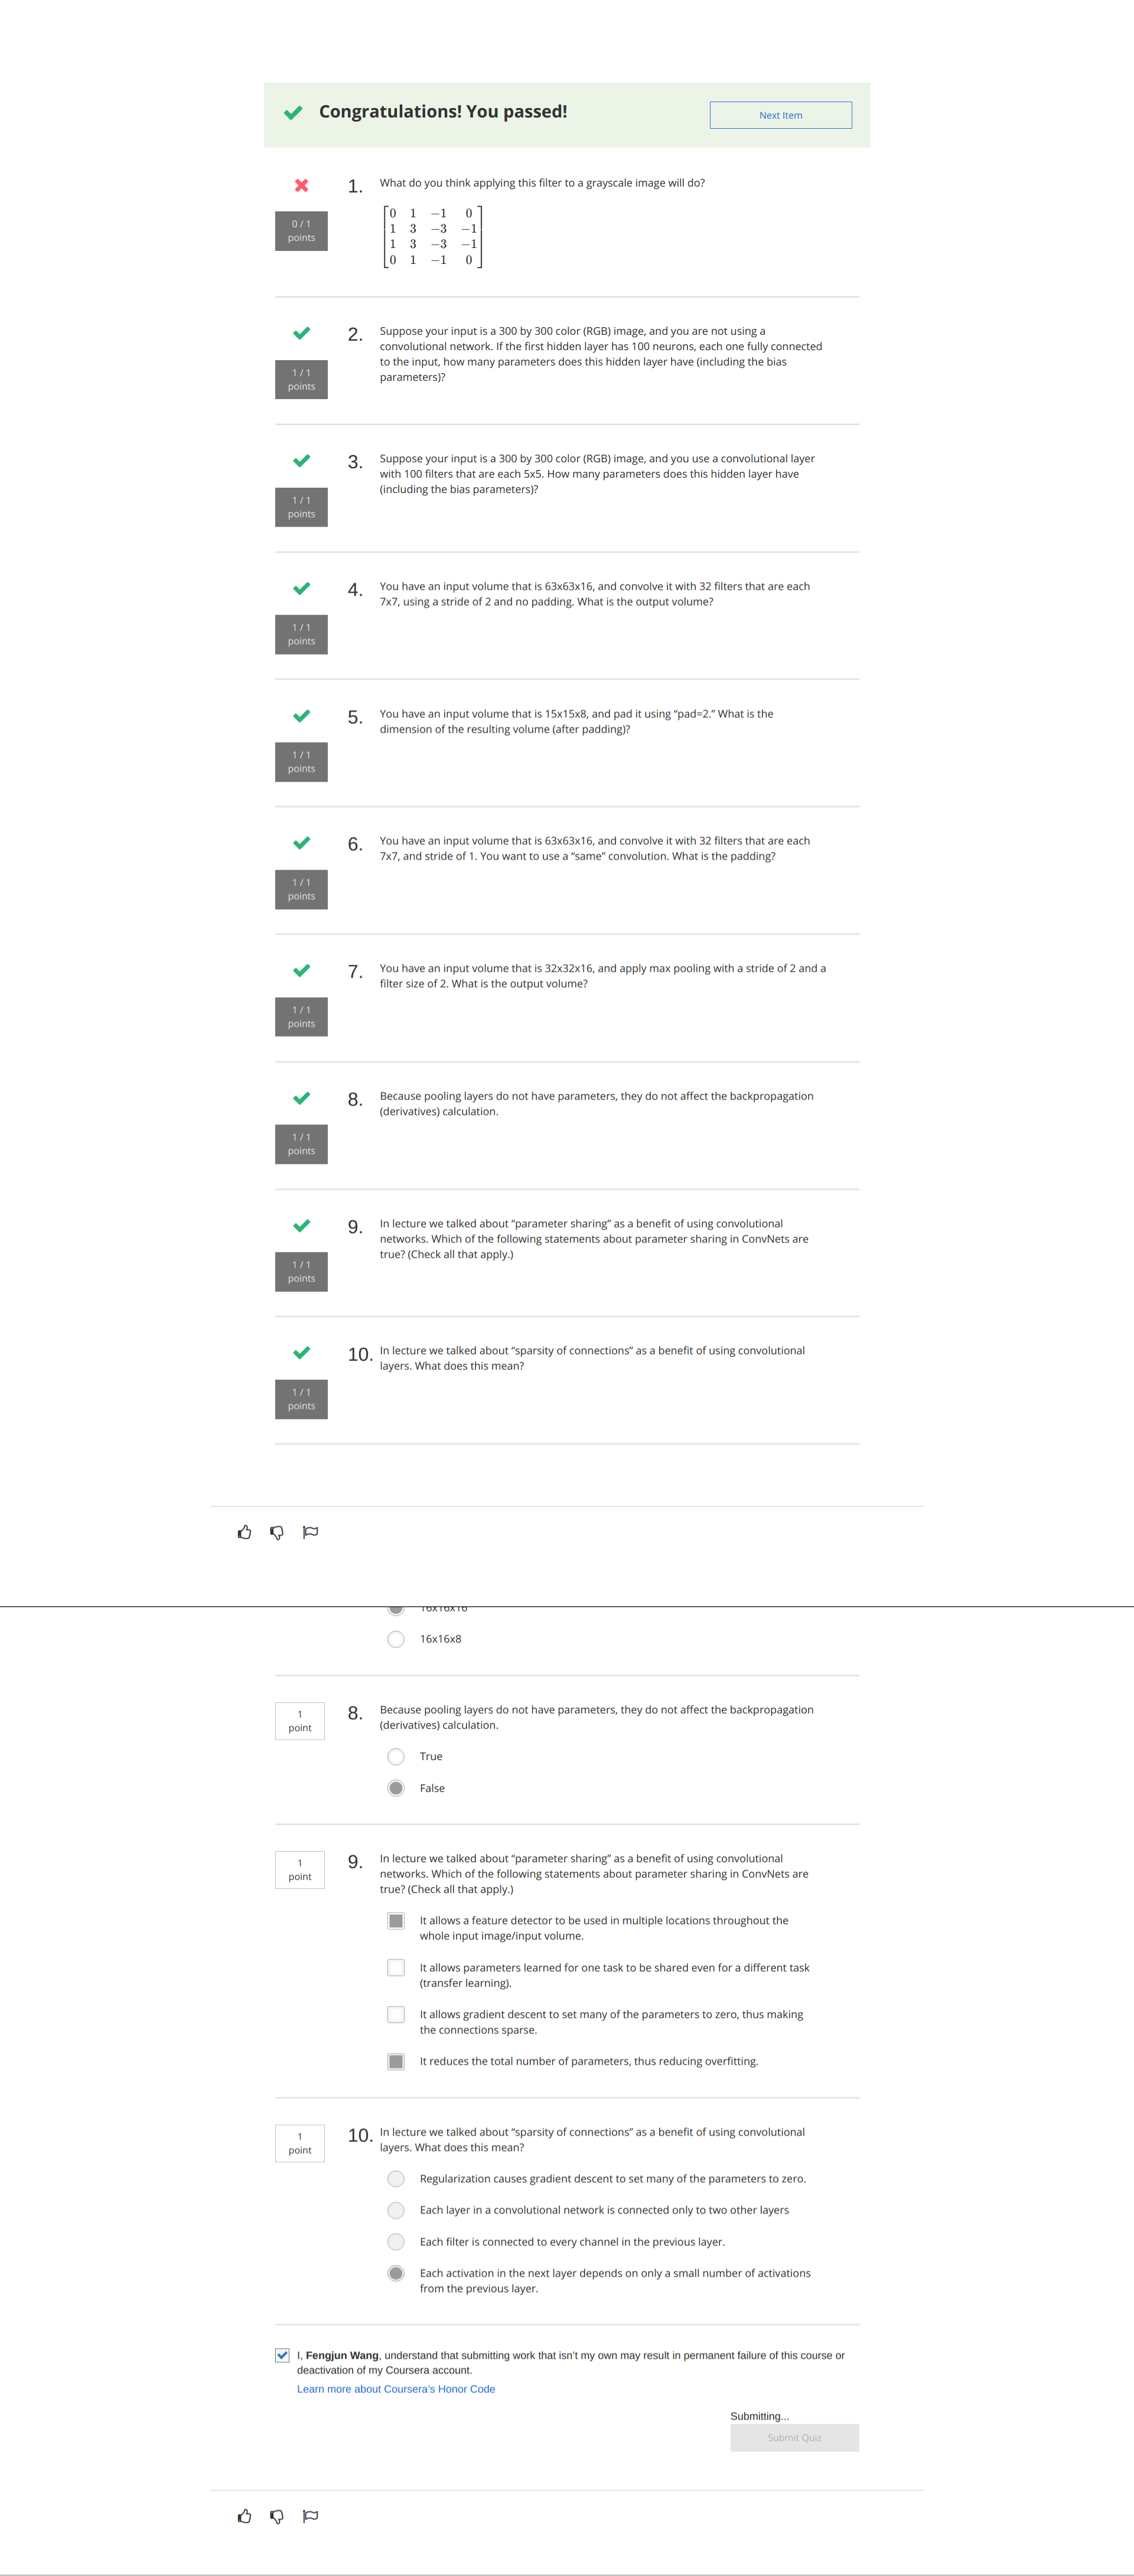 Congratulations! You passed!
Next Item
0 / 1
points
1.
What do you think applying this filter to a grayscale image will do?
0 1 −1 0
1 3 −3 −1
1 3 −3 −1
0 1 −1 0
1 / 1
points
2.
Suppose your input is a 300 by 300 color (RGB) image, and you are not using a
convolutional network. If the first hidden layer has 100 neurons, each one fully connected
to the input, how many parameters does this hidden layer have (including the bias
parameters)?
1 / 1
points
3.
Suppose your input is a 300 by 300 color (RGB) image, and you use a convolutional layer
with 100 filters that are each 5x5. How many parameters does this hidden layer have
(including the bias parameters)?
1 / 1
points
4.
You have an input volume that is 63x63x16, and convolve it with 32 filters that are each
7x7, using a stride of 2 and no padding. What is the output volume?
1 / 1
points
5.
You have an input volume that is 15x15x8, and pad it using “pad=2.” What is the
dimension of the resulting volume (after padding)?
1 / 1
points
6.
You have an input volume that is 63x63x16, and convolve it with 32 filters that are each
7x7, and stride of 1. You want to use a “same” convolution. What is the padding?
1 / 1
points
7.
You have an input volume that is 32x32x16, and apply max pooling with a stride of 2 and a
filter size of 2. What is the output volume?
1 / 1
points
8.
Because pooling layers do not have parameters, they do not affect the backpropagation
(derivatives) calculation.
1 / 1
points
9.
In lecture we talked about “parameter sharing” as a benefit of using convolutional
networks. Which of the following statements about parameter sharing in ConvNets are
true? (Check all that apply.)
1 / 1
points
10.
In lecture we talked about “sparsity of connections” as a benefit of using convolutional
layers. What does this mean?
1 / 1
points
16x16x16
16x16x8
1
point
8.
Because pooling layers do not have parameters, they do not affect the backpropagation
(derivatives) calculation.
True
False
1
point
9.
In lecture we talked about “parameter sharing” as a benefit of using convolutional
networks. Which of the following statements about parameter sharing in ConvNets are
true? (Check all that apply.)
It allows a feature detector to be used in multiple locations throughout the
whole input image/input volume.
It allows parameters learned for one task to be shared even for a different task
(transfer learning).
It allows gradient descent to set many of the parameters to zero, thus making
the connections sparse.
It reduces the total number of parameters, thus reducing overfitting.
1
point
10.
In lecture we talked about “sparsity of connections” as a benefit of using convolutional
layers. What does this mean?
Regularization causes gradient descent to set many of the parameters to zero.
Each layer in a convolutional network is connected only to two other layers
Each filter is connected to every channel in the previous layer.
Each activation in the next layer depends on only a small number of activations
from the previous layer.
I, Fengjun Wang, understand that submitting work that isn’t my own may result in permanent failure of this course or
deactivation of my Coursera account.
Learn more about Coursera’s Honor Code
Submitting...
Submit Quiz